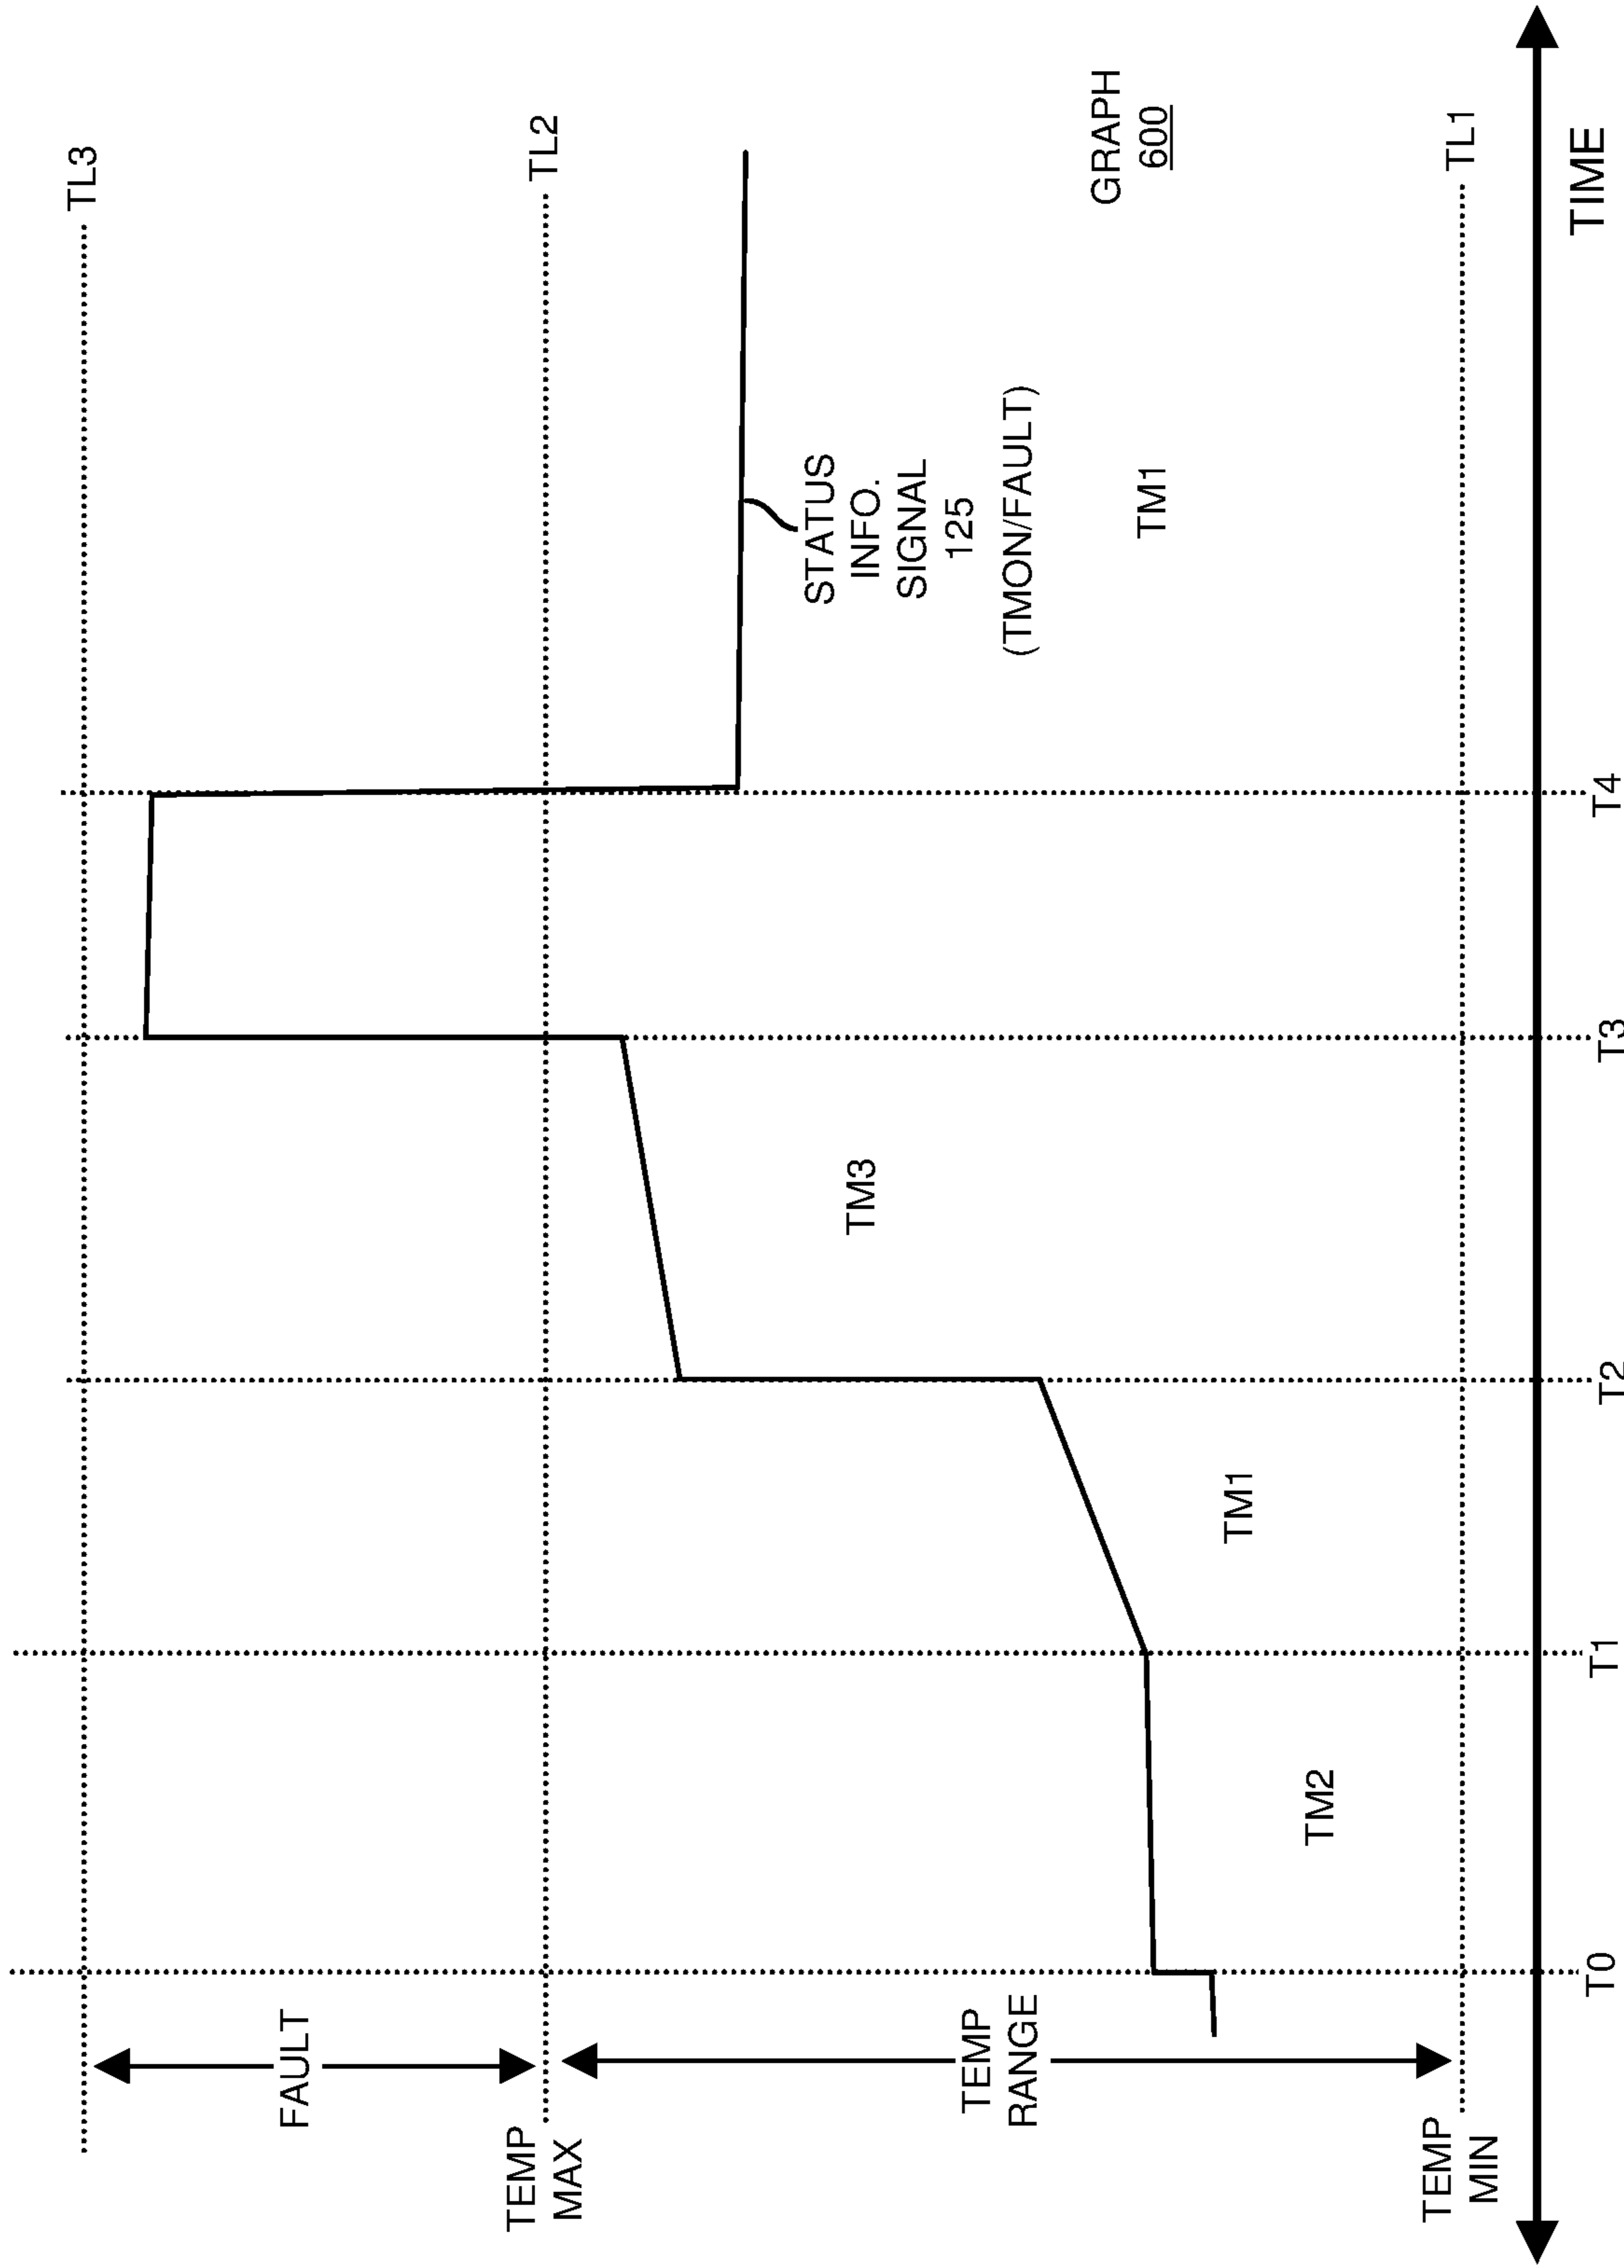 TL3
FAULT
TEMP
MAX
TL2
STATUS
INFO.
SIGNAL
125
(TMON/FAULT)
TM3
TEMP
RANGE
GRAPH
600
TM1
TM1
TM2
TEMP
MIN
TL1
TIME
T0
T1
T2
T3
T4